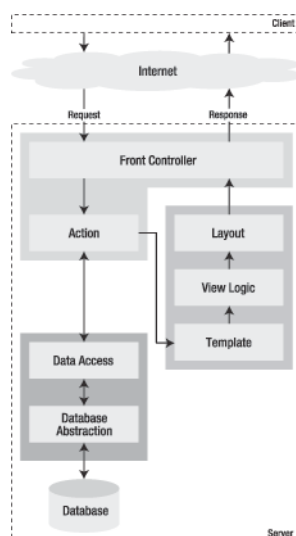 Client
Internet
Request Response
Front Controller
Action Layout
View Logic
Data Access Template
Database
Abstraction
Database
Server